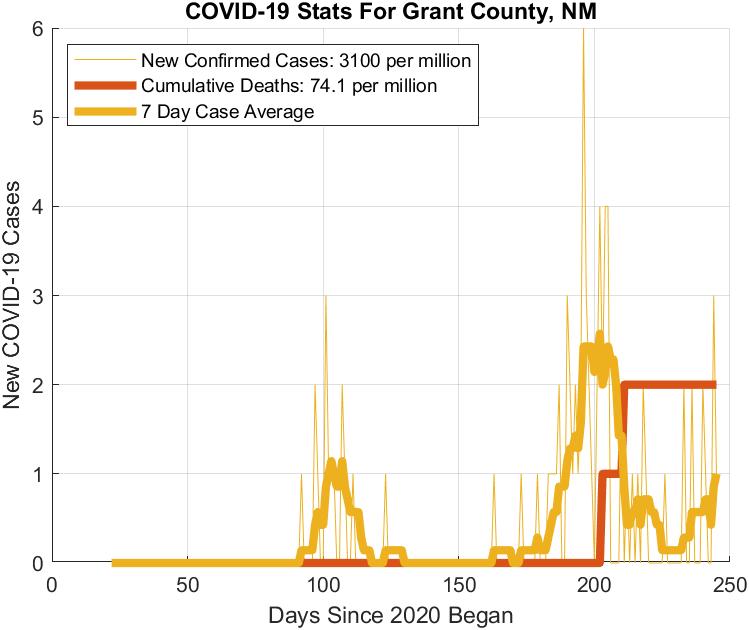 COVID-19 Stats For Grant County, NM
New Confirmed Cases: 3100 per million
Cumulative Deaths: 74.1 per million
7 Day Case Average
New COVID-19 Cases
6
5
4
3
2
1
0
0 50 100 150 200 250
Days Since 2020 Began